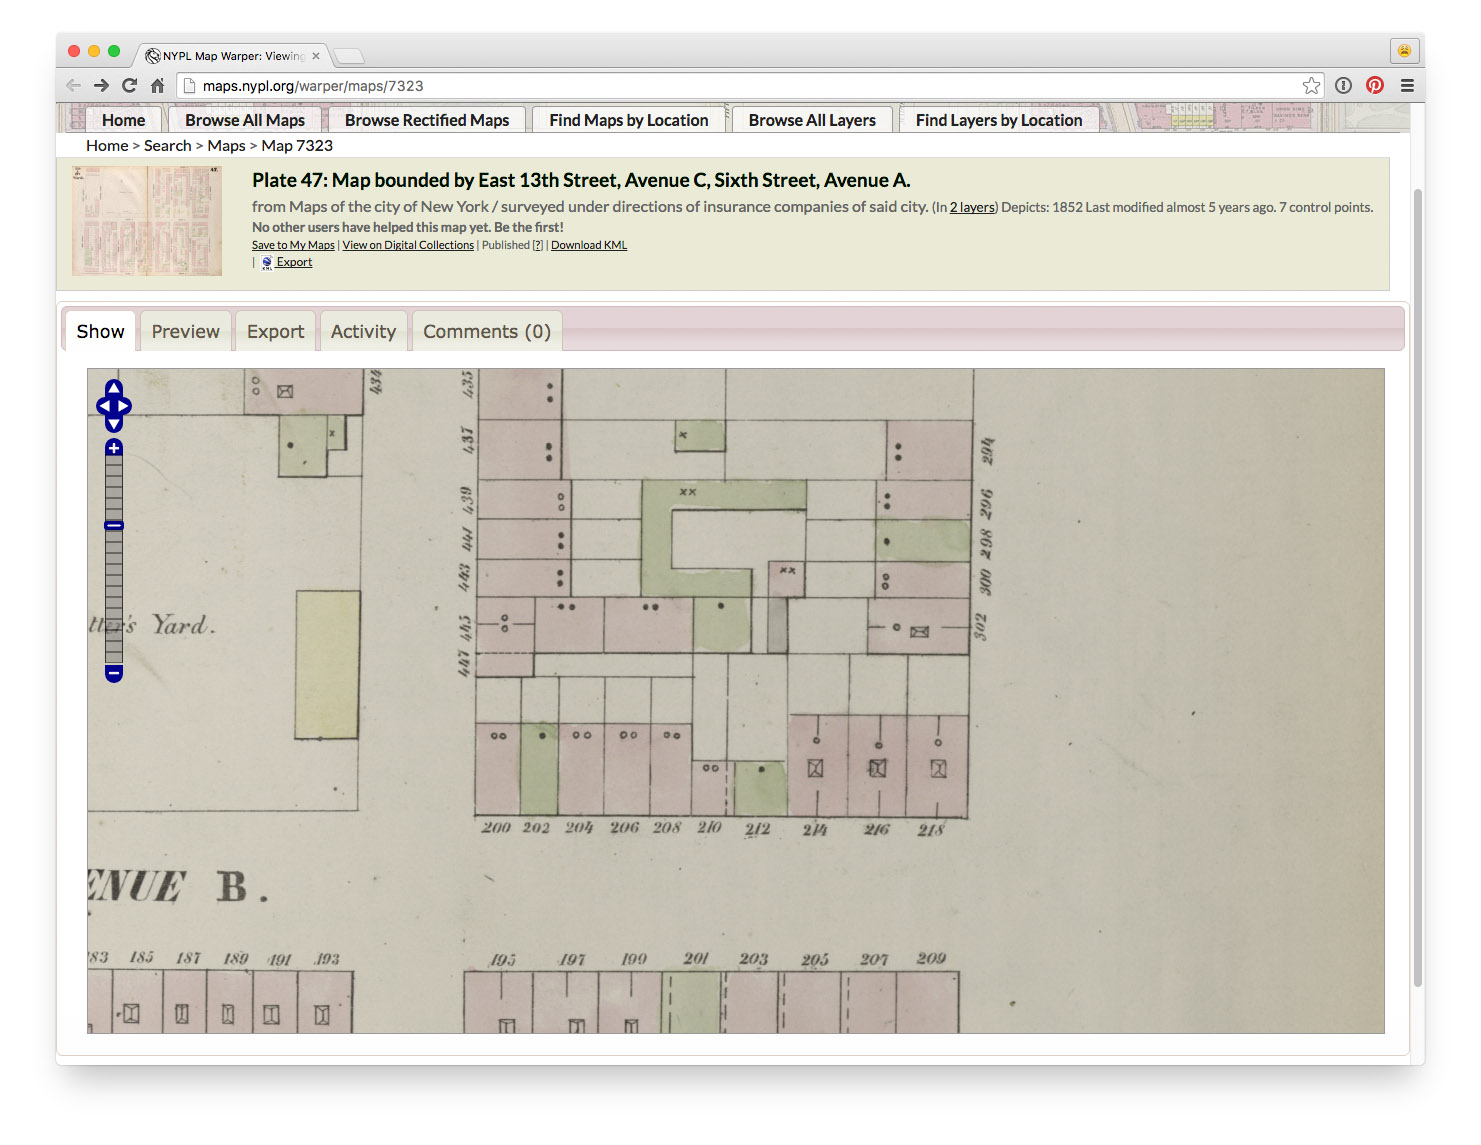 NYPL Map Warper: Viewing
maps.nypl.org/warper/maps/7323
Home Browse All Maps Browse Rectified Maps Find Maps by Location Browse All Layers Find Layers by Location
Home > Search > Maps > Map 7323
Plate 47: Map bounded by East 13th Street, Avenue C, Sixth Street, Avenue A.
from Maps of the city of New York / surveyed under directions of insurance companies of said city. (In 2 layers) Depicts: 1852 Last modified almost 5 years ago. 7 control points.
No other users have helped this map yet. Be the first!
Save to My Maps | View on Digital Collections | Published [?] | Download KML
| KML Export
Show Preview Export Activity Comments (0)
434
435
437
439
441
443
445
447
294
296
298
300
302
x
x
xx
xx
tter's Yard.
200 202 204 206 208 210 212 214 216 218
ENUE B.
83 185 187 189 191 193 195 197 199 201 203 205 207 209